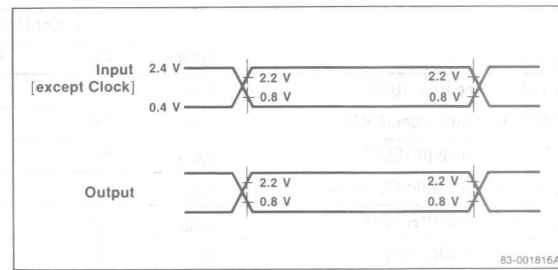 Input
[except Clock]
2.4 V
0.4 V
2.2 V
0.8 V
2.2 V
0.8 V
Output
2.2 V
0.8 V
2.2 V
0.8 V
83-001816A